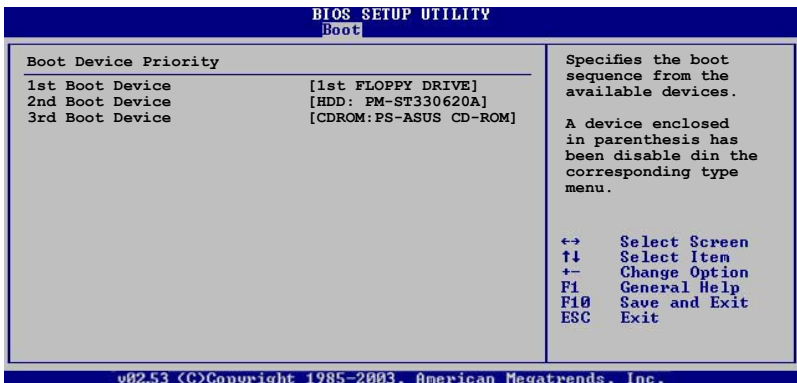 BIOS SETUP UTILITY
Boot
Boot Device Priority
1st Boot Device [1st FLOPPY DRIVE]
2nd Boot Device [HDD: PM-ST330620A]
3rd Boot Device [CDROM:PS-ASUS CD-ROM]
Specifies the boot
sequence from the
available devices.
A device enclosed
in parenthesis has
been disable din the
corresponding type
menu.
←→ Select Screen
↑↓ Select Item
+- Change Option
F1 General Help
F10 Save and Exit
ESC Exit
v02.53 (C)Copyright 1985-2003, American Megatrends, Inc.